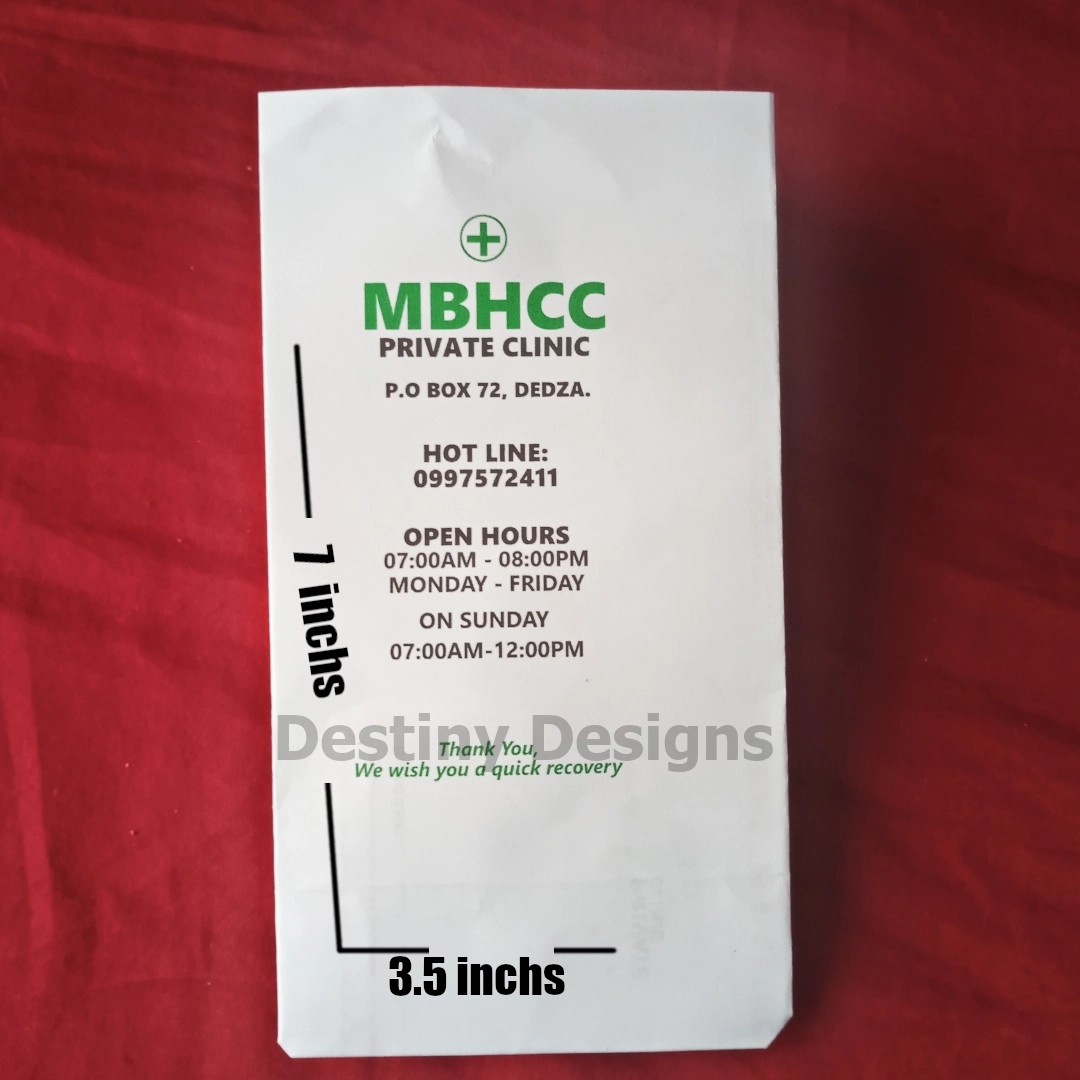 MBHCC
PRIVATE CLINIC
P.O BOX 72, DEDZA.
HOT LINE:
0997572411
OPEN HOURS
07:00AM - 08:00PM
MONDAY - FRIDAY
ON SUNDAY
07:00AM-12:00PM
7 inchs
Destiny Designs
Thank You,
We wish you a quick recovery
3.5 inchs